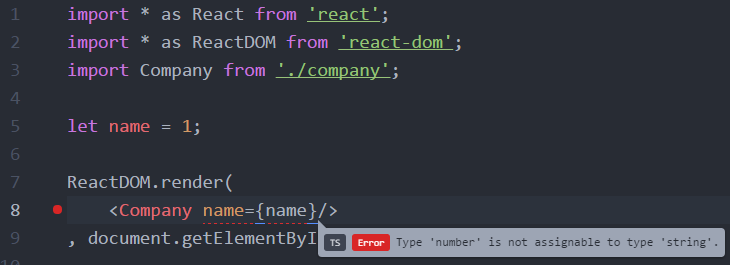 1 import * as React from 'react';
2 import * as ReactDOM from 'react-dom';
3 import Company from './company';
4
5 let name = 1;
6
7 ReactDOM.render(
8 <Company name={name}/>
9 , document.getElementByI
TS Error Type 'number' is not assignable to type 'string'.
10